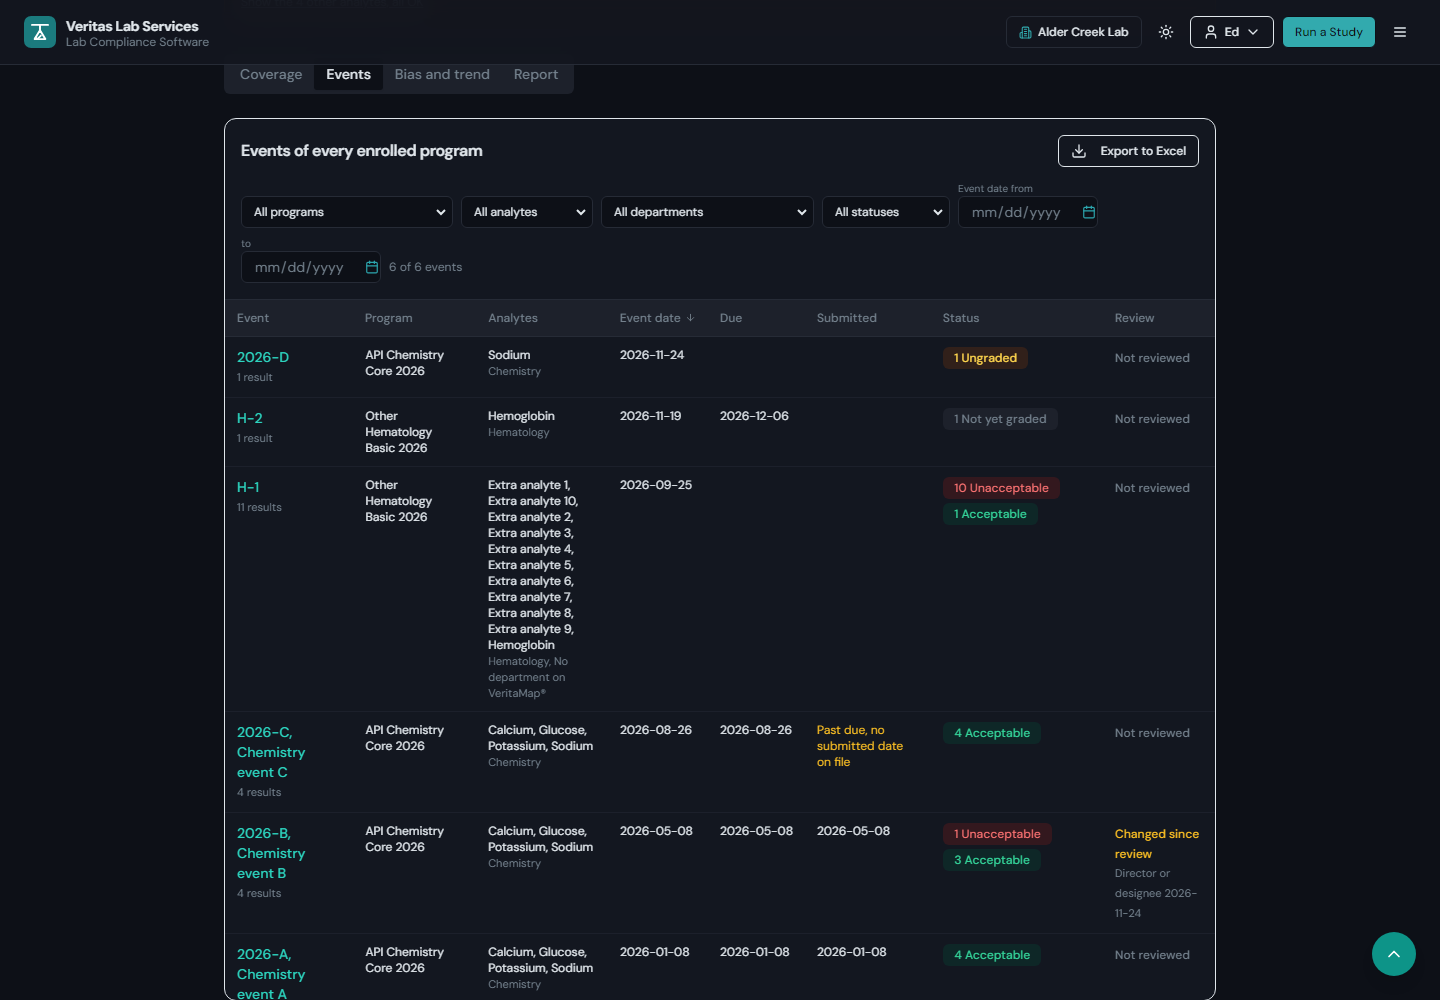 Veritas Lab Services
Lab Compliance Software
Alder Creek Lab
Ed
Run a Study
Coverage
Events
Bias and trend
Report
Events of every enrolled program
Export to Excel
All programs
All analytes
All departments
All statuses
Event date from
mm/dd/yyyy
to
mm/dd/yyyy
6 of 6 events
Event
Program
Analytes
Event date ↓
Due
Submitted
Status
Review
2026-D
1 result
API Chemistry
Core 2026
Sodium
Chemistry
2026-11-24
1 Ungraded
Not reviewed
H-2
1 result
Other
Hematology
Basic 2026
Hemoglobin
Hematology
2026-11-19
2026-12-06
1 Not yet graded
Not reviewed
H-1
11 results
Other
Hematology
Basic 2026
Extra analyte 1,
Extra analyte 10,
Extra analyte 2,
Extra analyte 3,
Extra analyte 4,
Extra analyte 5,
Extra analyte 6,
Extra analyte 7,
Extra analyte 8,
Extra analyte 9,
Hemoglobin
Hematology, No
department on
VeritaMap®
2026-09-25
10 Unacceptable
1 Acceptable
Not reviewed
2026-C,
Chemistry
event C
4 results
API Chemistry
Core 2026
Calcium, Glucose,
Potassium, Sodium
Chemistry
2026-08-26
2026-08-26
Past due, no
submitted date
on file
4 Acceptable
Not reviewed
2026-B,
Chemistry
event B
4 results
API Chemistry
Core 2026
Calcium, Glucose,
Potassium, Sodium
Chemistry
2026-05-08
2026-05-08
2026-05-08
1 Unacceptable
3 Acceptable
Changed since
review
Director or
designee 2026-
11-24
2026-A,
Chemistry
event A
API Chemistry
Core 2026
Calcium, Glucose,
Potassium, Sodium
Chemistry
2026-01-08
2026-01-08
2026-01-08
4 Acceptable
Not reviewed